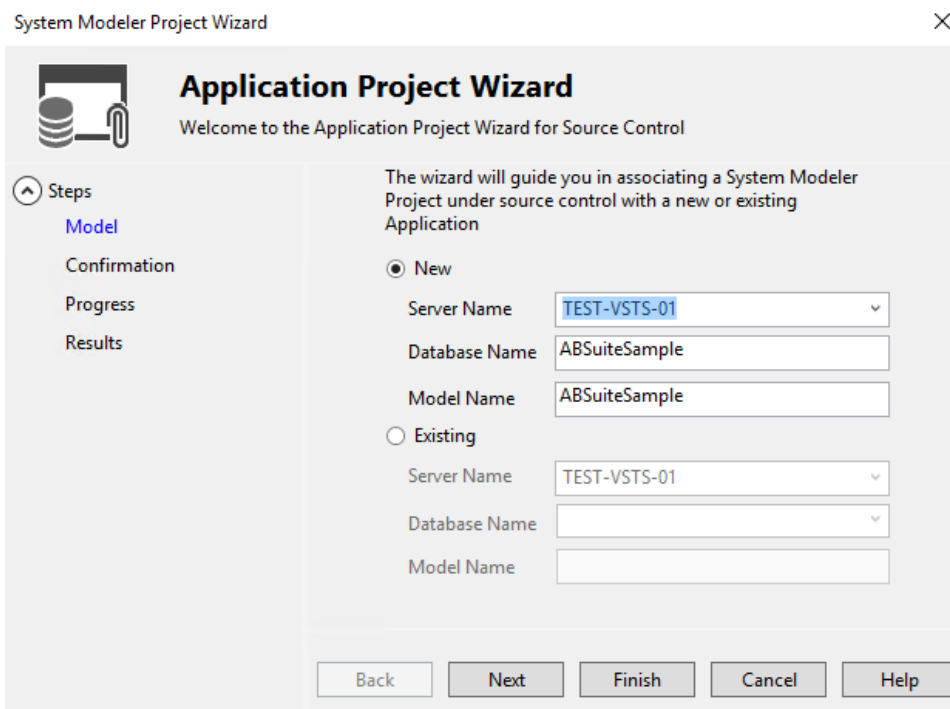 System Modeler Project Wizard
Application Project Wizard
Welcome to the Application Project Wizard for Source Control
Steps
Model
Confirmation
Progress
Results
The wizard will guide you in associating a System Modeler
Project under source control with a new or existing
Application
New
Server Name TEST-VSTS-01
Database Name ABSuiteSample
Model Name ABSuiteSample
Existing
Server Name TEST-VSTS-01
Database Name
Model Name
Back Next Finish Cancel Help